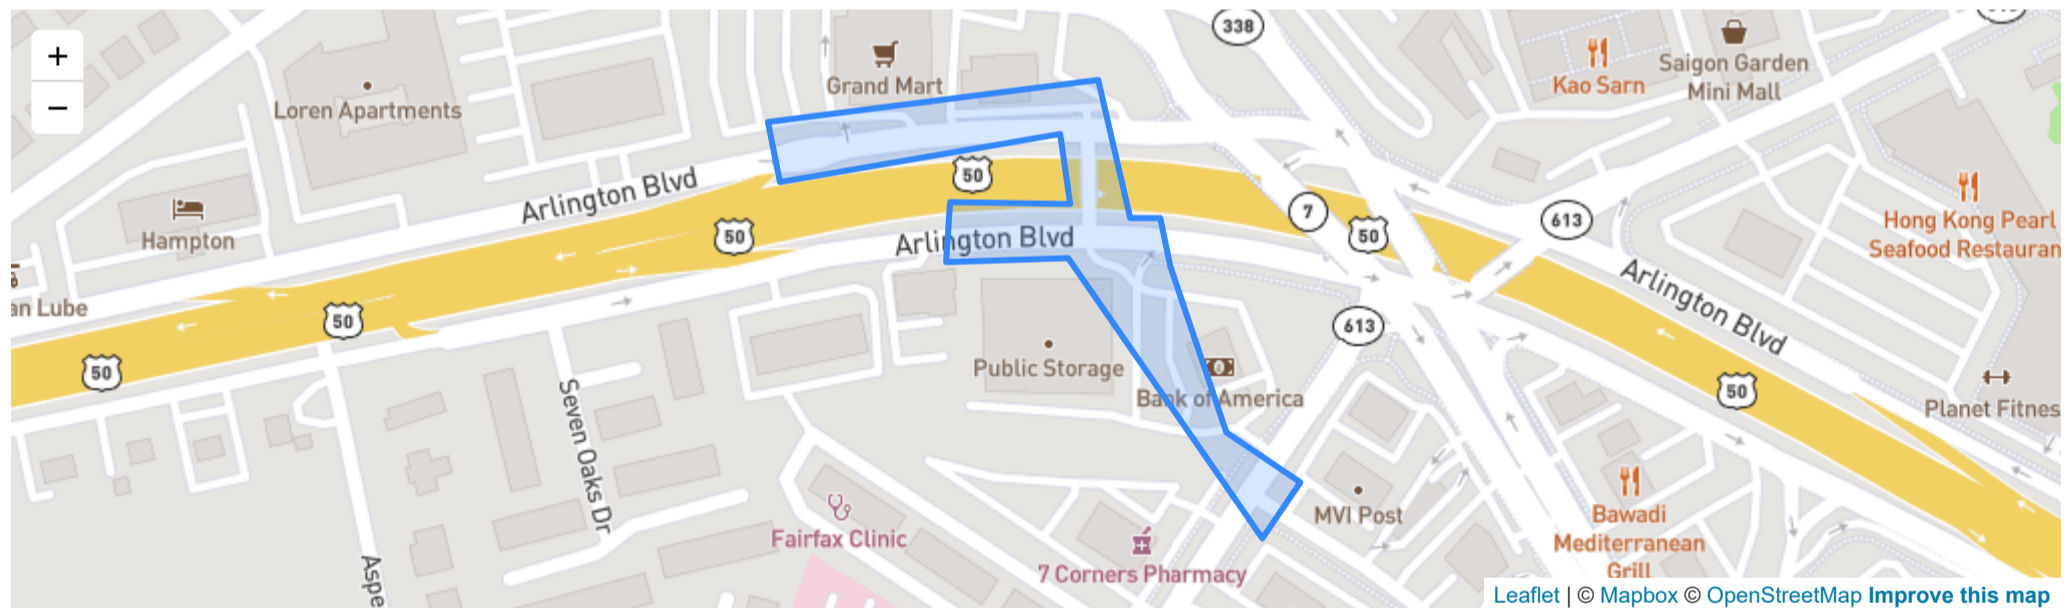 +
−
338
Grand Mart
Loren Apartments
Kao Sarn
Saigon Garden
Mini Mall
50
Arlington Blvd
Hampton
50
Arlington Blvd
7
50
613
Hong Kong Pearl
Seafood Restauran
an Lube
50
50
Arlington Blvd
613
Public Storage
Bank of America
50
Planet Fitnes
Seven Oaks Dr
MVI Post
Fairfax Clinic
7 Corners Pharmacy
Bawadi
Mediterranean
Grill
Aspe
Leaflet | © Mapbox © OpenStreetMap Improve this map